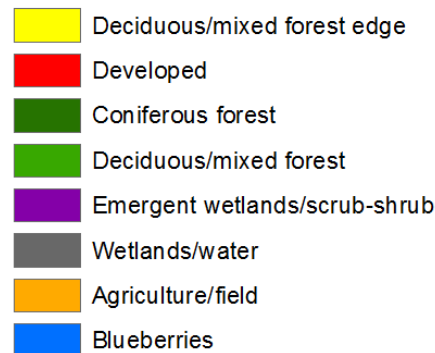 Deciduous/mixed forest edge
Developed
Coniferous forest
Deciduous/mixed forest
Emergent wetlands/scrub-shrub
Wetlands/water
Agriculture/field
Blueberries